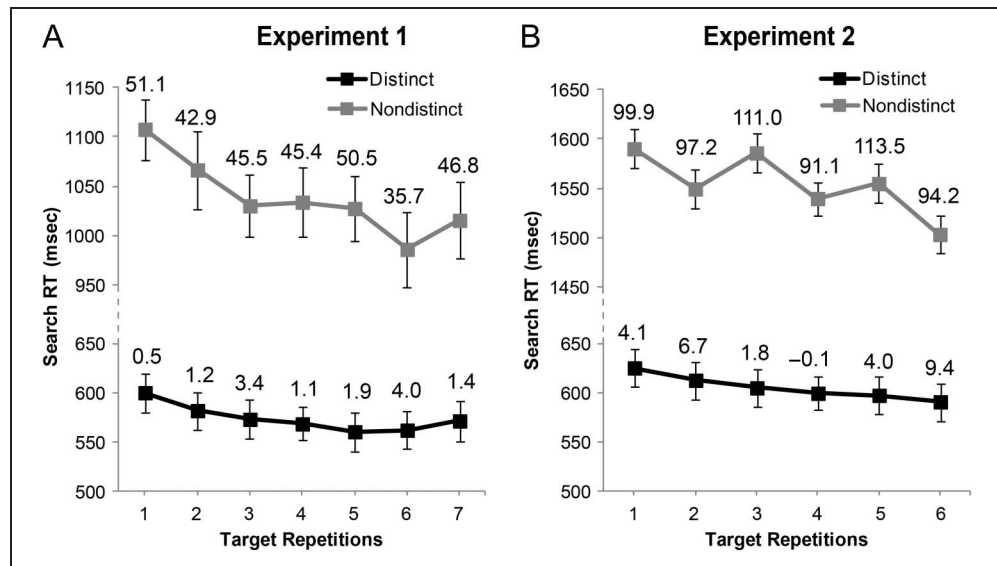 A Experiment 1
Distinct
Nondistinct
Search RT (msec)
1150
1100
1050
1000
950
650
600
550
500
51.1 42.9 45.5 45.4 50.5 35.7 46.8
0.5 1.2 3.4 1.1 1.9 4.0 1.4
1 2 3 4 5 6 7
Target Repetitions
B Experiment 2
Distinct
Nondistinct
Search RT (msec)
1650
1600
1550
1500
1450
650
600
550
500
99.9 97.2 111.0 91.1 113.5 94.2
4.1 6.7 1.8 –0.1 4.0 9.4
1 2 3 4 5 6
Target Repetitions